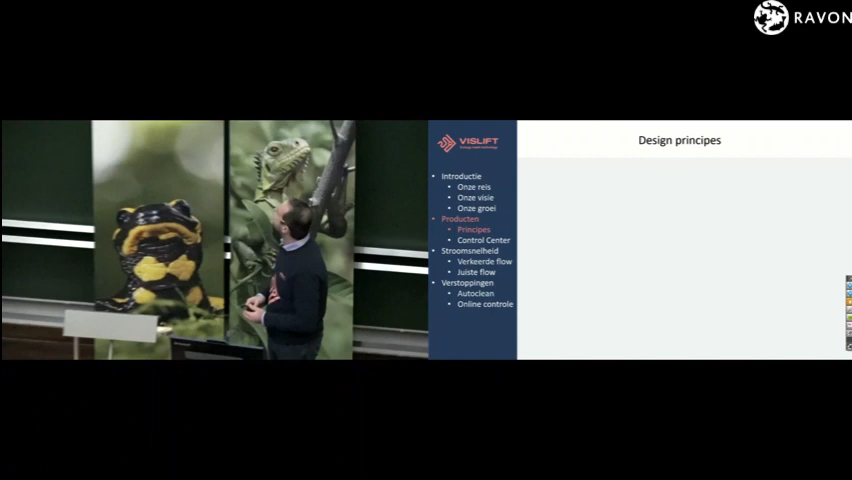 RAVON
VISLIFT
Design principes
• Introductie
• Onze reis
• Onze visie
• Onze groei
• Producten
• Principes
• Control Center
• Stroomsnelheid
• Verkeerde flow
• Juiste flow
• Verstoppingen
• Autoclean
• Online controle